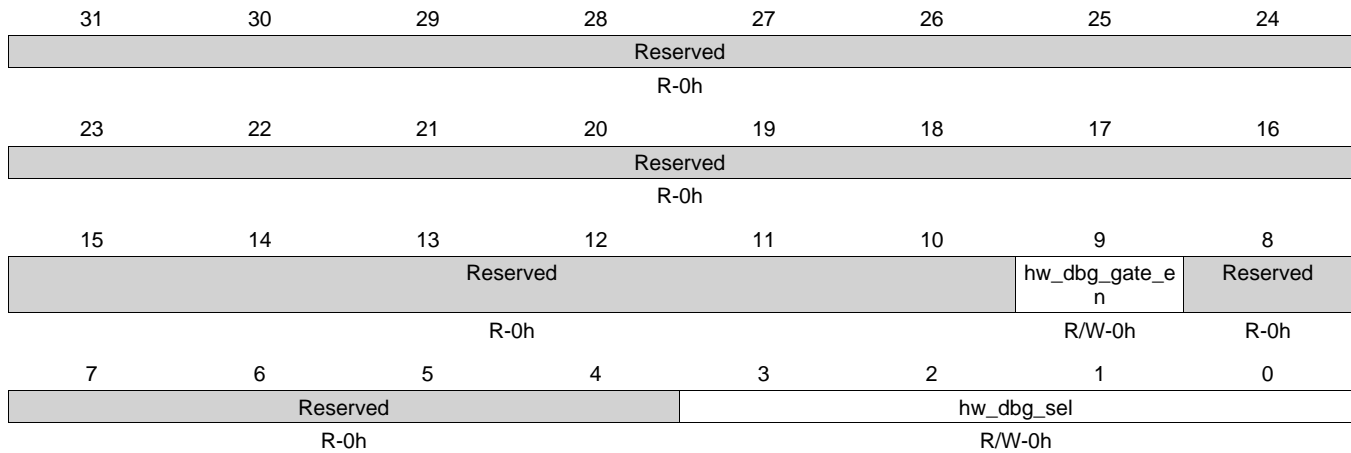 31 30 29 28 27 26 25 24
Reserved
R-0h
23 22 21 20 19 18 17 16
Reserved
R-0h
15 14 13 12 11 10 9 8
Reserved hw_dbg_gate_e Reserved
n
R-0h R/W-0h R-0h
7 6 5 4 3 2 1 0
Reserved hw_dbg_sel
R-0h R/W-0h